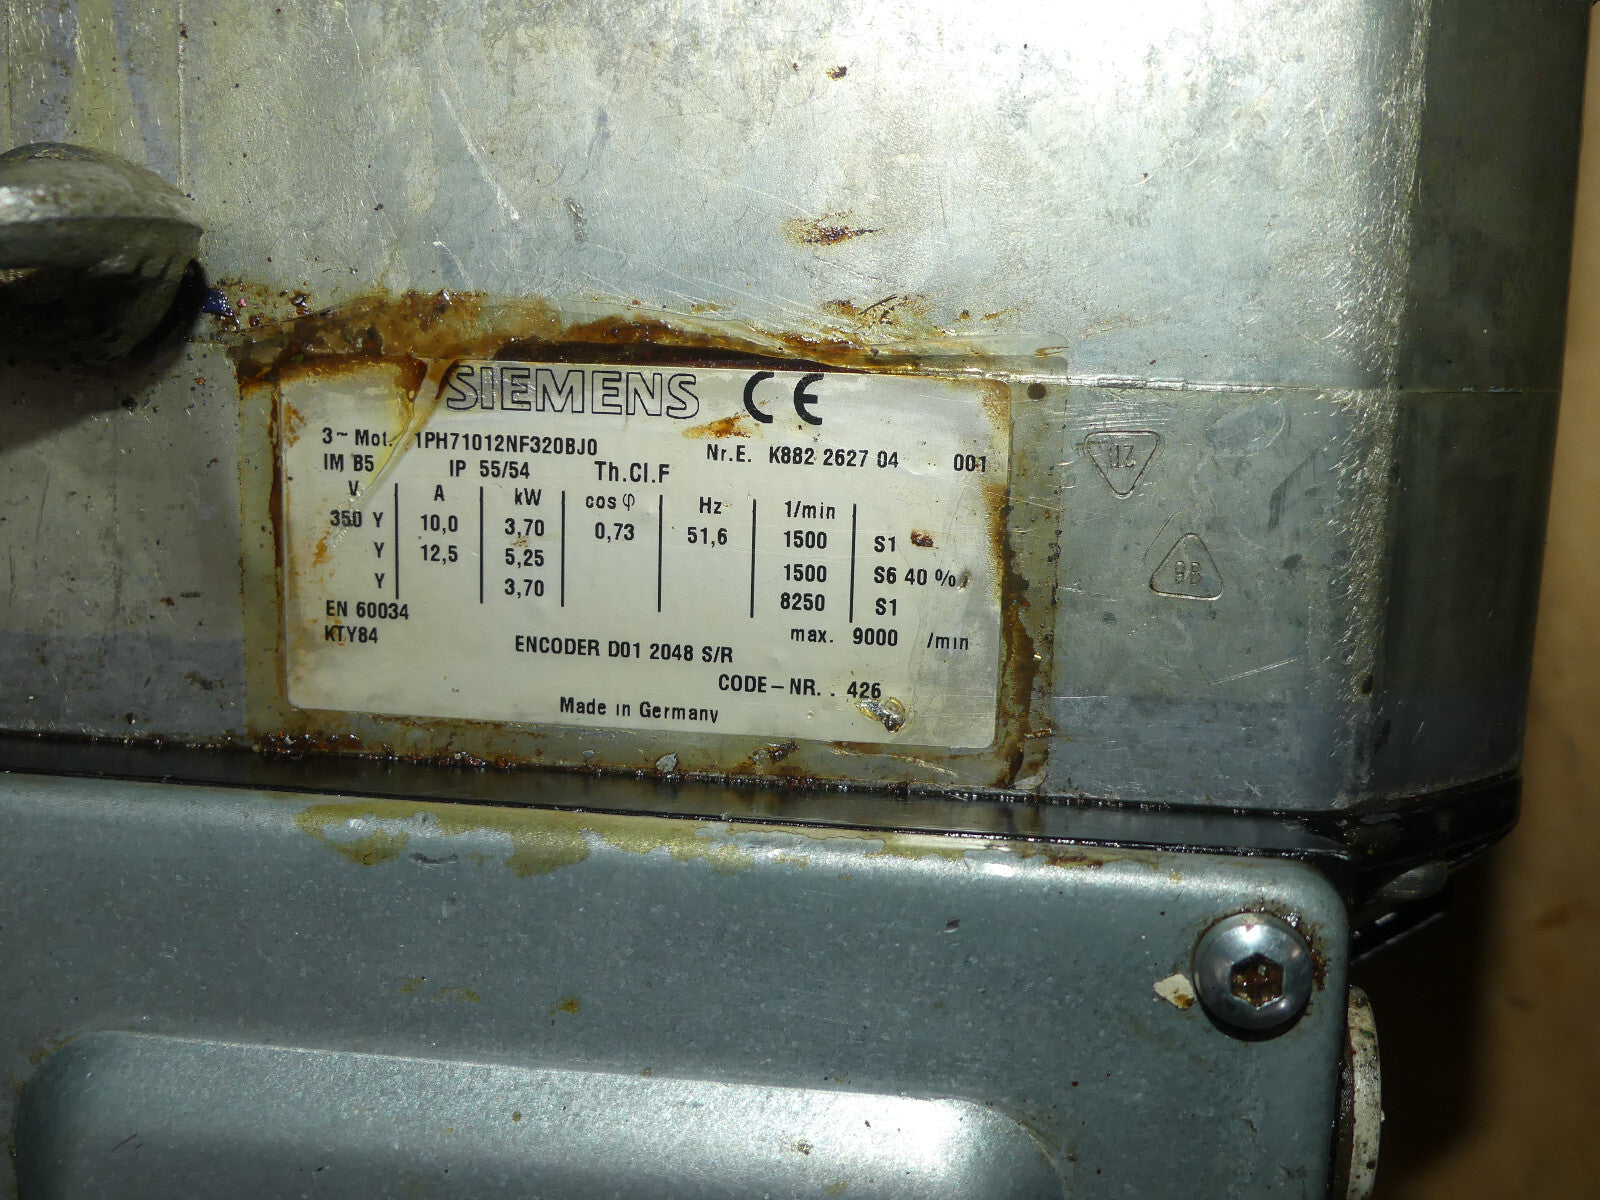 SIEMENS CE
3~ Mot. 1PH71012NF320BJ0 Nr.E. K882 2627 04 001
IM B5 IP 55/54 Th.Cl.F
V A kW cos φ Hz 1/min
350 Y 10,0 3,70 0,73 51,6 1500 S1
Y 12,5 5,25 1500 S6 40 %
Y 3,70 8250 S1
EN 60034 max. 9000 /min
KTY84 ENCODER D01 2048 S/R
CODE-NR. . 426
Made in Germany
9B